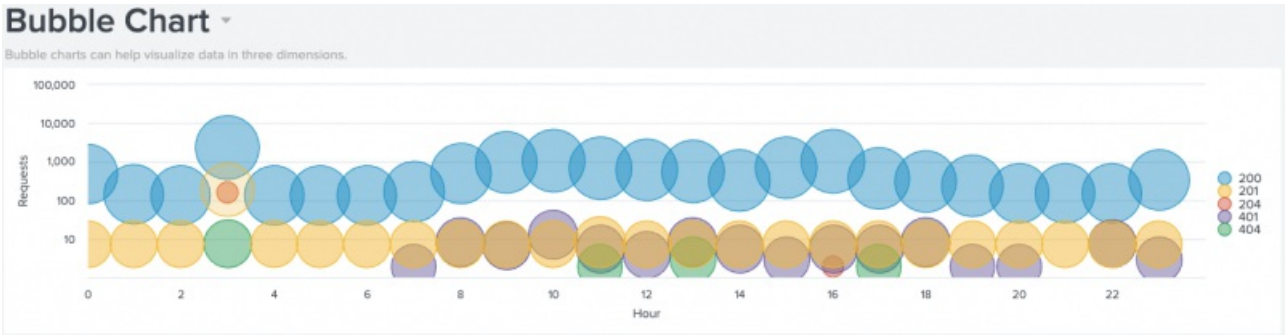 Bubble Chart
Bubble charts can help visualize data in three dimensions.
100,000
10,000
1,000
100
10
Requests
0 2 4 6 8 10 12 14 16 18 20 22
Hour
200
201
204
401
404